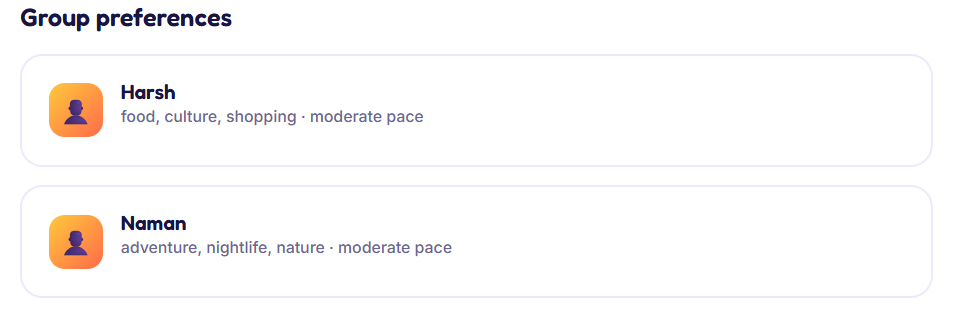 Group preferences
Harsh
food, culture, shopping · moderate pace
Naman
adventure, nightlife, nature · moderate pace